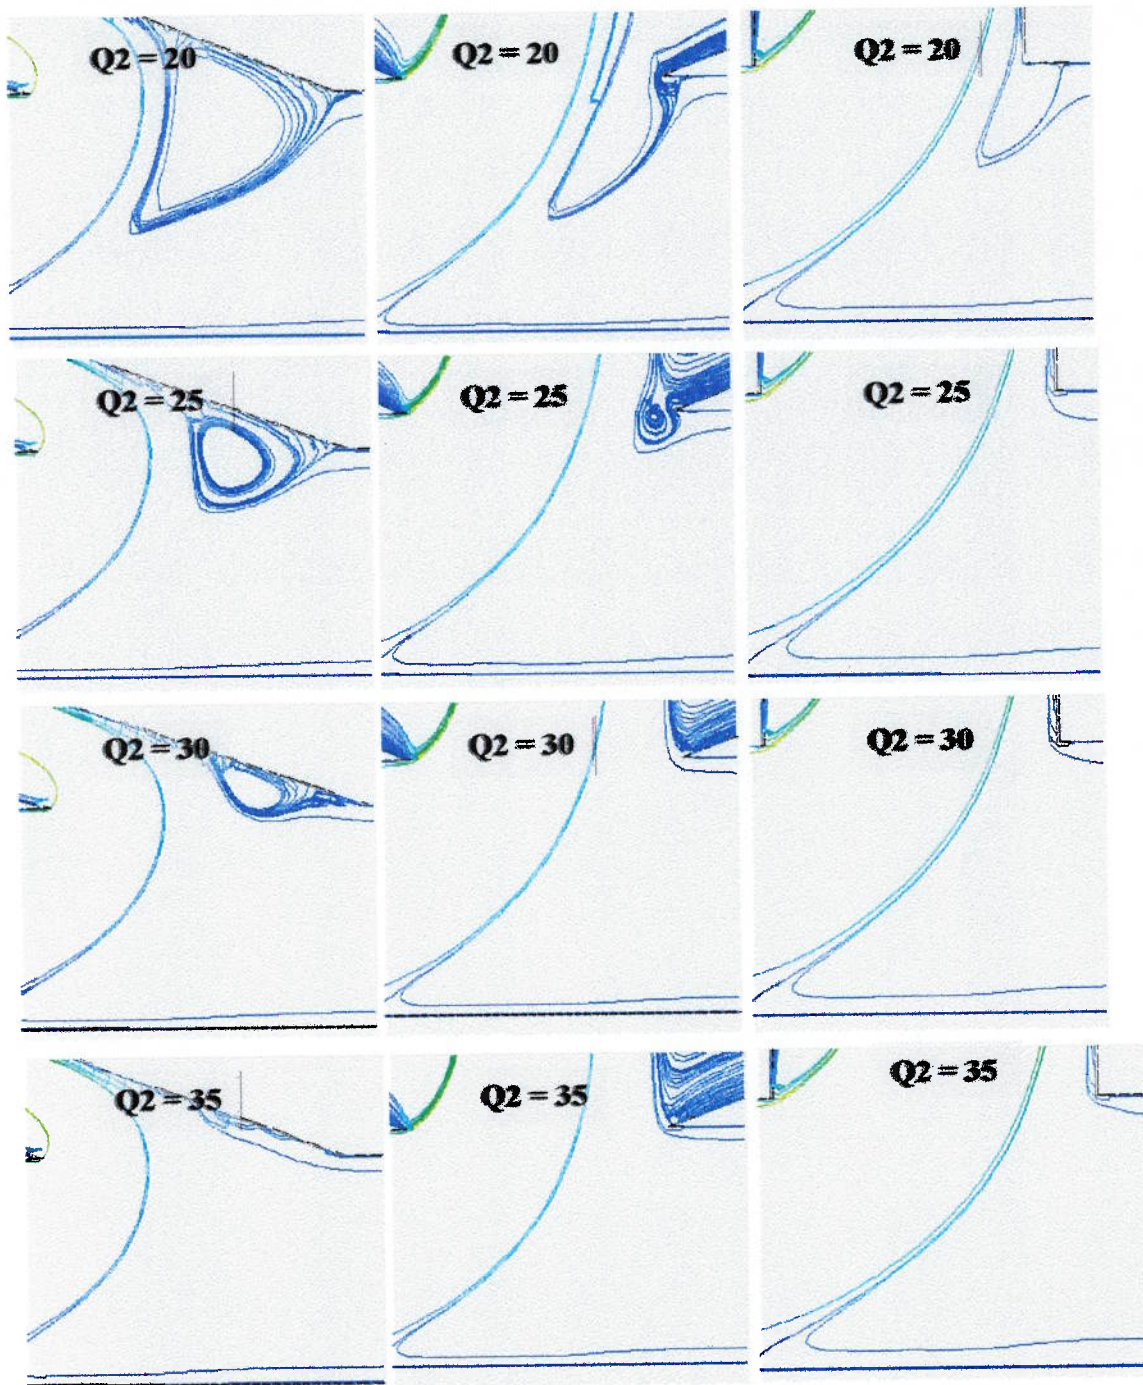 Q2 = 20
Q2 = 20
Q2 = 20
Q2 = 25
Q2 = 25
Q2 = 25
Q2 = 30
Q2 = 30
Q2 = 30
Q2 = 35
Q2 = 35
Q2 = 35